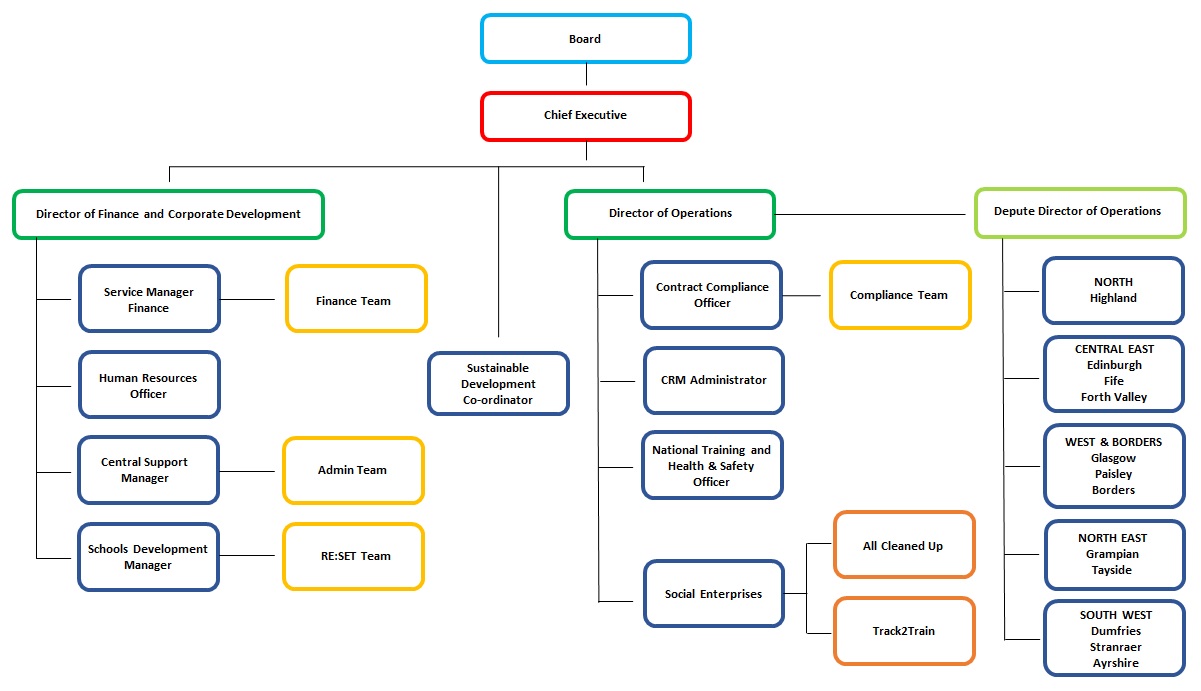 Board
Chief Executive
Director of Finance and Corporate Development
Director of Operations
Depute Director of Operations
Service Manager
Finance
Finance Team
Human Resources
Officer
Central Support
Manager
Admin Team
Schools Development
Manager
RE:SET Team
Sustainable
Development
Co-ordinator
Contract Compliance
Officer
Compliance Team
CRM Administrator
National Training and
Health & Safety
Officer
Social Enterprises
All Cleaned Up
Track2Train
NORTH
Highland
CENTRAL EAST
Edinburgh
Fife
Forth Valley
WEST & BORDERS
Glasgow
Paisley
Borders
NORTH EAST
Grampian
Tayside
SOUTH WEST
Dumfries
Stranraer
Ayrshire